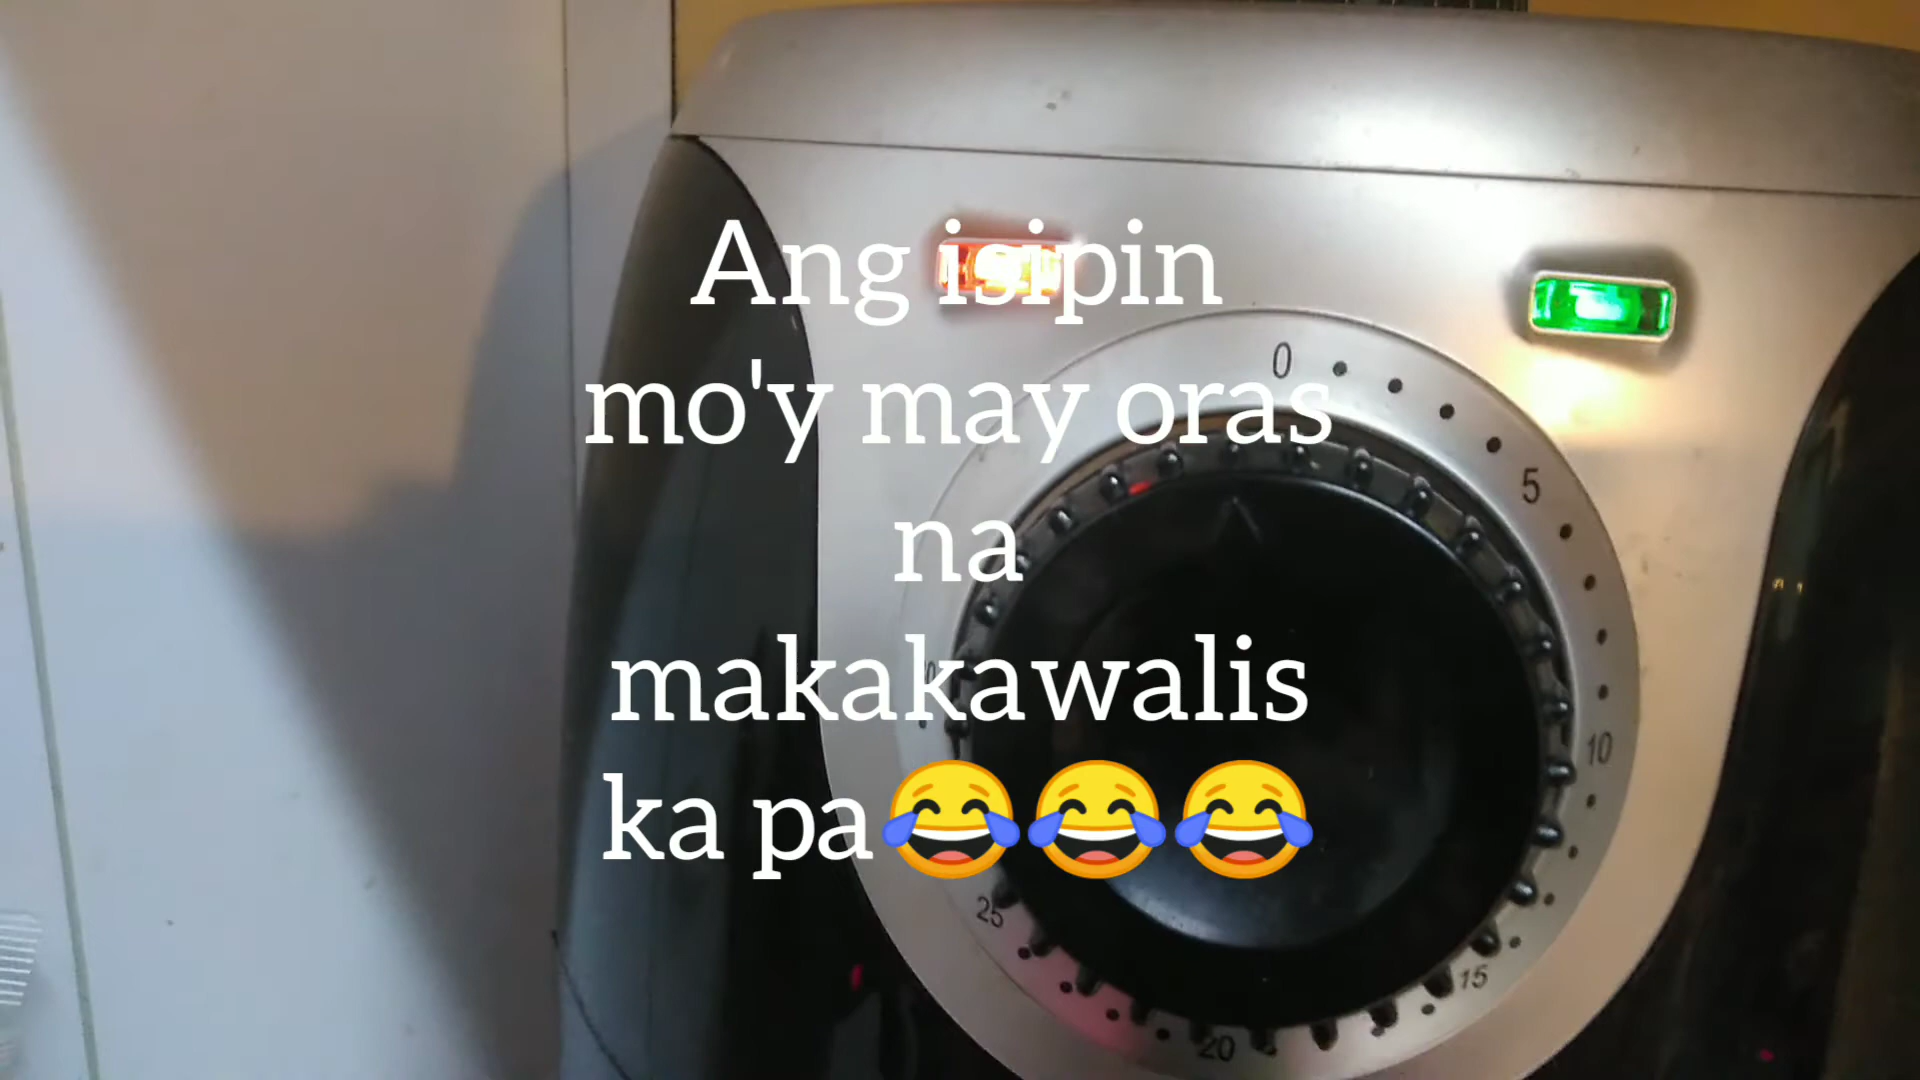 Ang isipin
mo'y may oras
na
makakawalis
ka pa😂😂😂
0
5
10
15
20
25